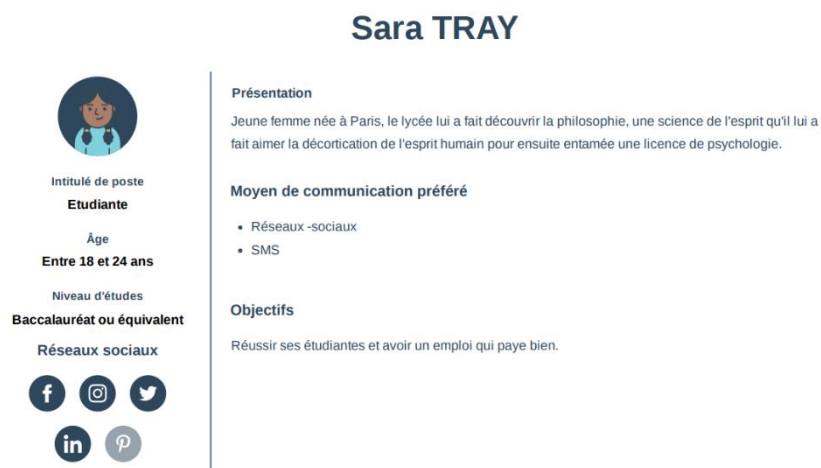 Sara TRAY
Intitulé de poste
Etudiante
Âge
Entre 18 et 24 ans
Niveau d'études
Baccalauréat ou équivalent
Réseaux sociaux
Présentation
Jeune femme née à Paris, le lycée lui a fait découvrir la philosophie, une science de l'esprit qu'il lui a
fait aimer la décortication de l'esprit humain pour ensuite entamée une licence de psychologie.
Moyen de communication préféré
• Réseaux -sociaux
• SMS
Objectifs
Réussir ses étudiantes et avoir un emploi qui paye bien.